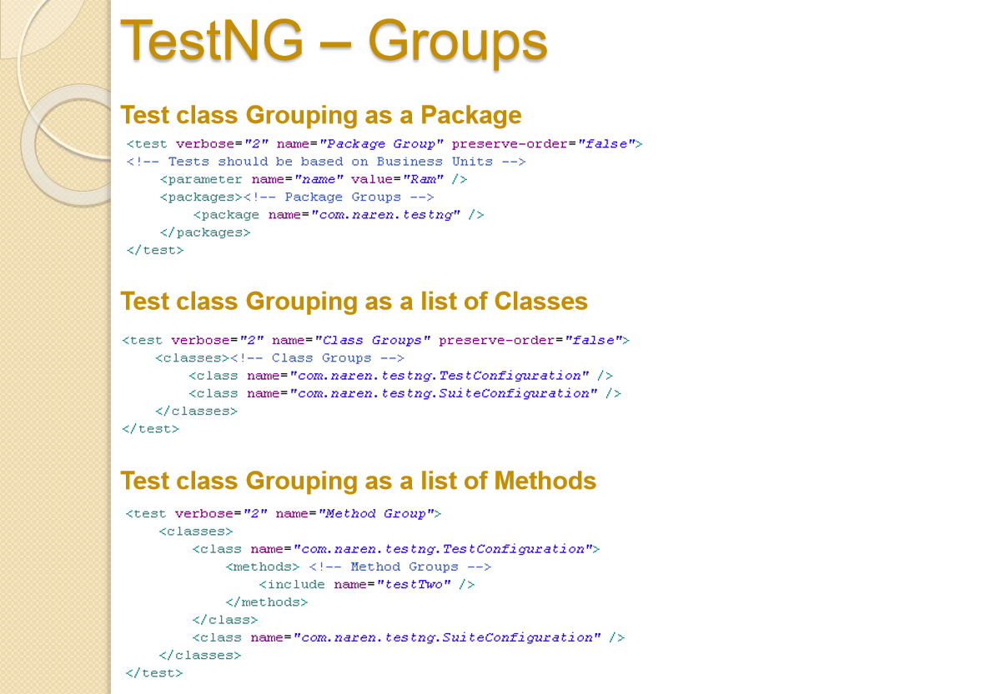 TestNG – Groups
Test class Grouping as a Package
<test verbose="2" name="Package Group" preserve-order="false">
<!-- Tests should be based on Business Units -->
<parameter name="name" value="Ram" />
<packages><!-- Package Groups -->
<package name="com.naren.testng" />
</packages>
</test>
Test class Grouping as a list of Classes
<test verbose="2" name="Class Groups" preserve-order="false">
<classes><!-- Class Groups -->
<class name="com.naren.testng.TestConfiguration" />
<class name="com.naren.testng.SuiteConfiguration" />
</classes>
</test>
Test class Grouping as a list of Methods
<test verbose="2" name="Method Group">
<classes>
<class name="com.naren.testng.TestConfiguration">
<methods> <!-- Method Groups -->
<include name="testTwo" />
</methods>
</class>
<class name="com.naren.testng.SuiteConfiguration" />
</classes>
</test>